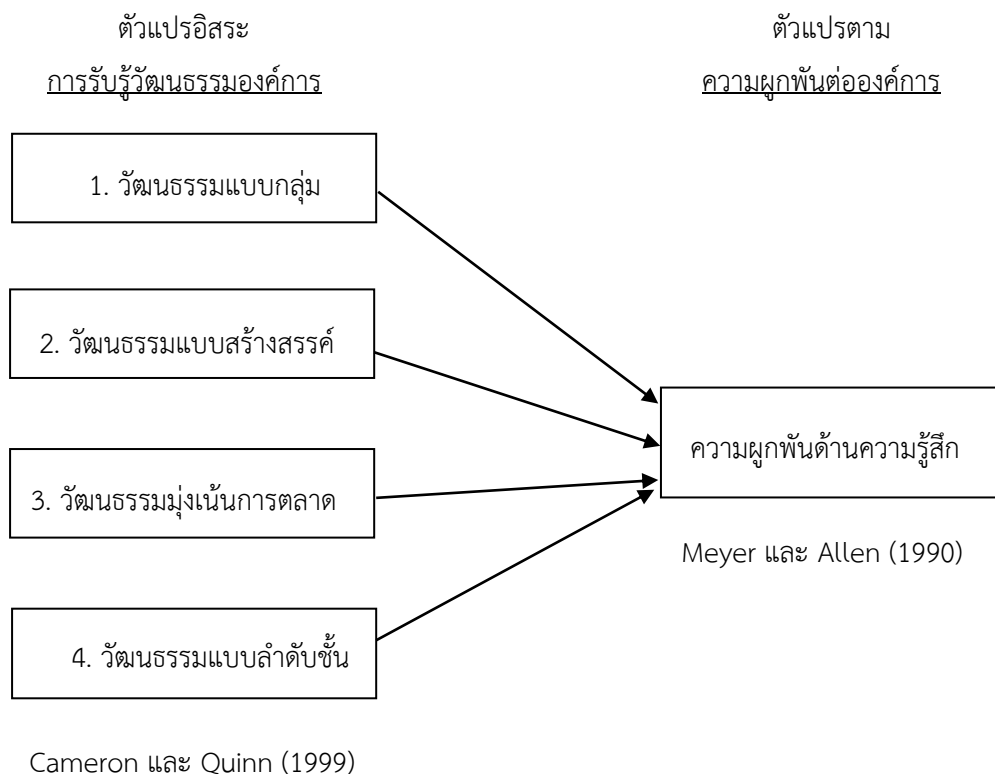 ตัวแปรอิสระ
การรับรู้วัฒนธรรมองค์การ
1. วัฒนธรรมแบบกลุ่ม
2. วัฒนธรรมแบบสร้างสรรค์
3. วัฒนธรรมมุ่งเน้นการตลาด
4. วัฒนธรรมแบบลำดับชั้น
Cameron และ Quinn (1999)
ตัวแปรตาม
ความผูกพันต่อองค์การ
ความผูกพันด้านความรู้สึก
Meyer และ Allen (1990)